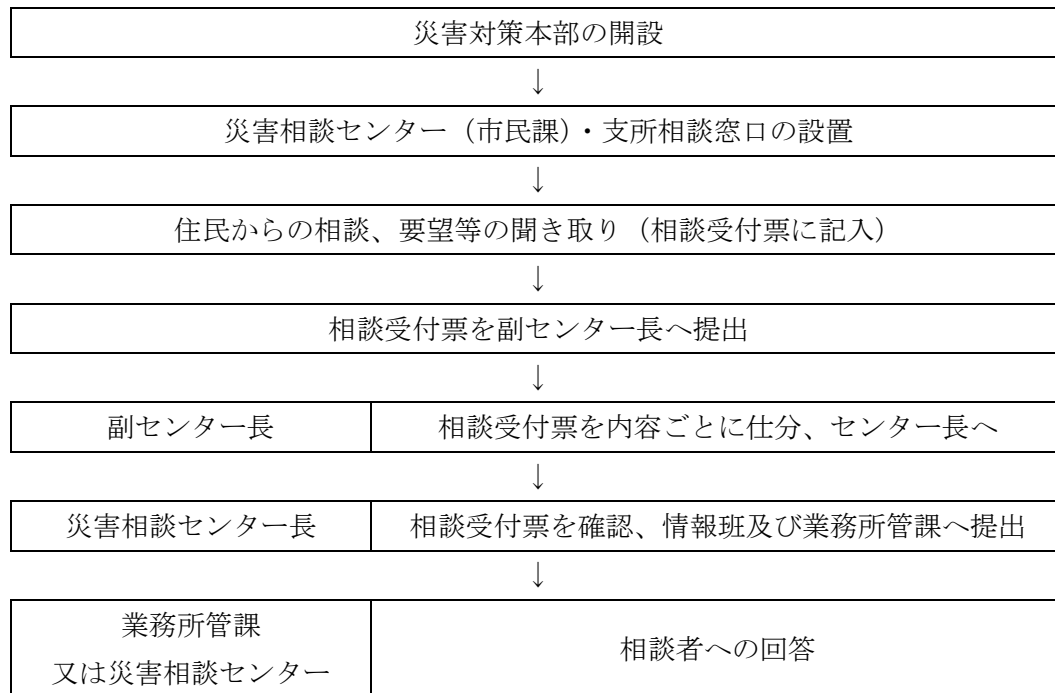 災害対策本部の開設
↓
災害相談センター（市民課）・支所相談窓口の設置
↓
住民からの相談、要望等の聞き取り（相談受付票に記入）
↓
相談受付票を副センター長へ提出
↓
副センター長 相談受付票を内容ごとに仕分、センター長へ
↓
災害相談センター長 相談受付票を確認、情報班及び業務所管課へ提出
↓
業務所管課
又は災害相談センター
相談者への回答